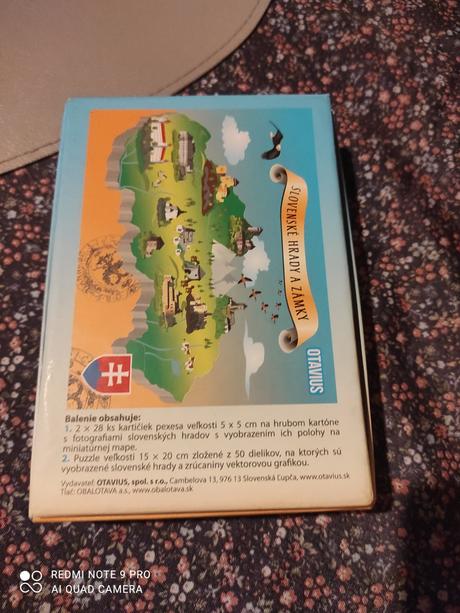 SLOVENSKÉ HRADY A ZÁMKY
OTAVIUS
Balenie obsahuje:
1. 2 × 28 ks kartičiek pexesa veľkosti 5 x 5 cm na hrubom kartóne
s fotografiami slovenských hradov s vyobrazením ich polohy na
miniatúrnej mape.
2. Puzzle veľkosti 15 × 20 cm zložené z 50 dielikov, na ktorých sú
vyobrazené slovenské hrady a zrúcaniny vektorovou grafikou.
Vydavateľ: OTAVIUS, spol. s r.o., Cambelova 13, 976 13 Slovenská Ľupča, www.otavius.sk
Tlač: OBALOTAVA a.s., www.obalotava.sk
REDMI NOTE 9 PRO
AI QUAD CAMERA